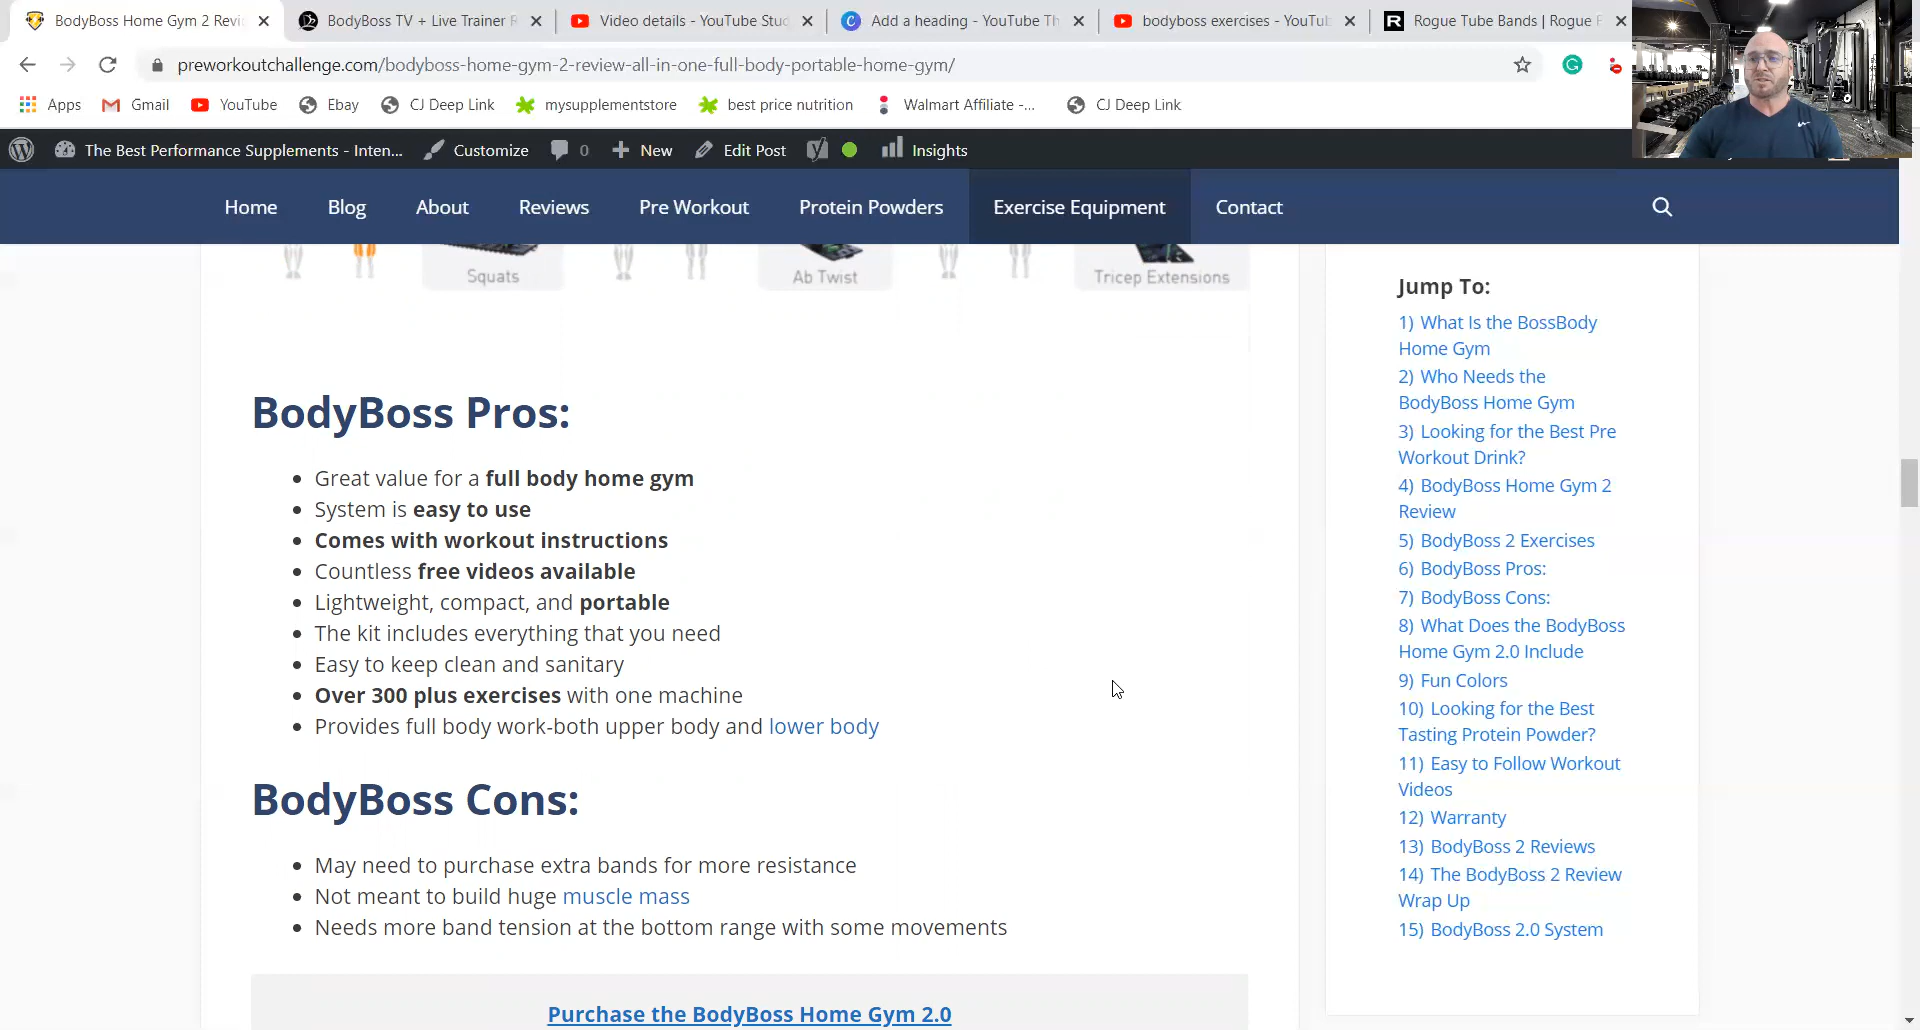 BodyBoss Home Gym 2 Revi
BodyBoss TV + Live Trainer R
Video details - YouTube Stu
Add a heading - YouTube Th
bodyboss exercises - YouTu
Rogue Tube Bands | Rogue F
preworkoutchallenge.com/bodyboss-home-gym-2-review-all-in-one-full-body-portable-home-gym/
Apps
Gmail
YouTube
Ebay
CJ Deep Link
mysupplementstore
best price nutrition
Walmart Affiliate -...
CJ Deep Link
The Best Performance Supplements - Inten...
Customize
0
New
Edit Post
Insights
Home
Blog
About
Reviews
Pre Workout
Protein Powders
Exercise Equipment
Contact
Squats
Ab Twist
Tricep Extensions
BodyBoss Pros:
• Great value for a full body home gym
• System is easy to use
• Comes with workout instructions
• Countless free videos available
• Lightweight, compact, and portable
• The kit includes everything that you need
• Easy to keep clean and sanitary
• Over 300 plus exercises with one machine
• Provides full body work-both upper body and lower body
BodyBoss Cons:
• May need to purchase extra bands for more resistance
• Not meant to build huge muscle mass
• Needs more band tension at the bottom range with some movements
Purchase the BodyBoss Home Gym 2.0
Jump To:
1) What Is the BossBody
Home Gym
2) Who Needs the
BodyBoss Home Gym
3) Looking for the Best Pre
Workout Drink?
4) BodyBoss Home Gym 2
Review
5) BodyBoss 2 Exercises
6) BodyBoss Pros:
7) BodyBoss Cons:
8) What Does the BodyBoss
Home Gym 2.0 Include
9) Fun Colors
10) Looking for the Best
Tasting Protein Powder?
11) Easy to Follow Workout
Videos
12) Warranty
13) BodyBoss 2 Reviews
14) The BodyBoss 2 Review
Wrap Up
15) BodyBoss 2.0 System